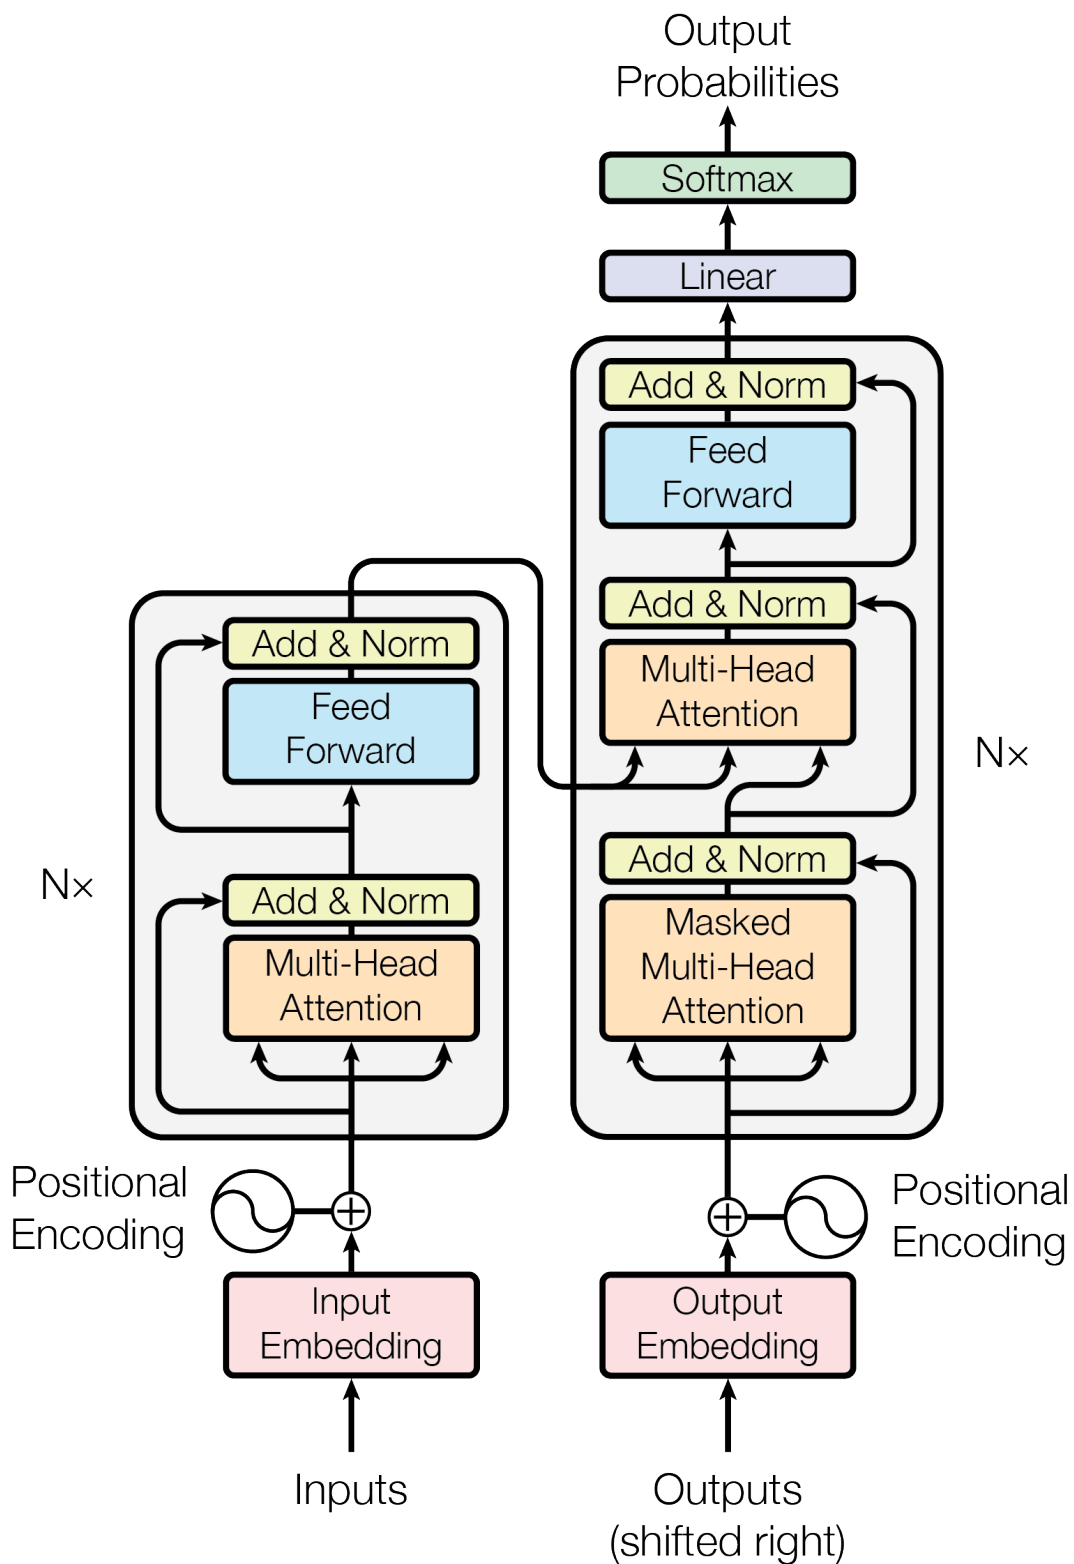 Output
Probabilities
Softmax
Linear
Add & Norm
Feed
Forward
Add & Norm
Multi-Head
Attention
N×
Add & Norm
Masked
Multi-Head
Attention
Add & Norm
Feed
Forward
N×
Add & Norm
Multi-Head
Attention
Positional
Encoding
Positional
Encoding
Input
Embedding
Output
Embedding
Inputs
Outputs
(shifted right)